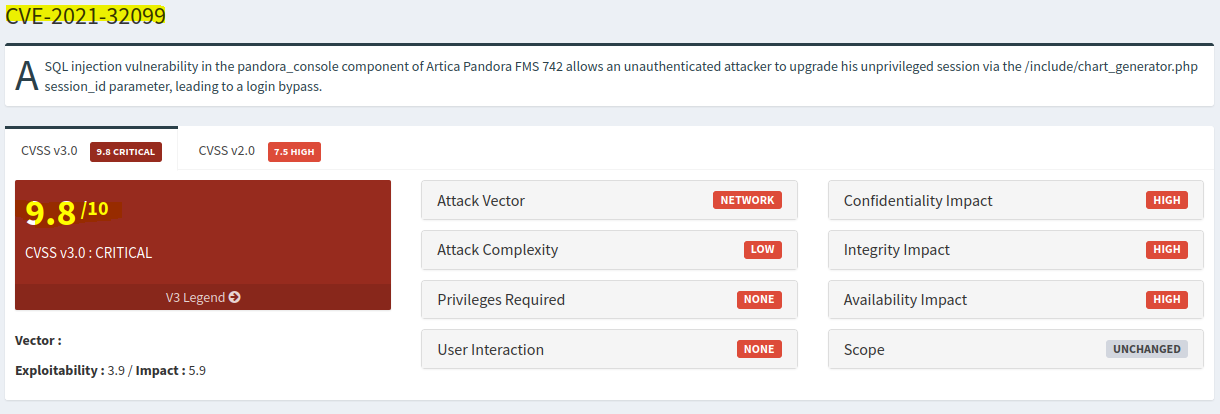 CVE-2021-32099
A SQL injection vulnerability in the pandora_console component of Artica Pandora FMS 742 allows an unauthenticated attacker to upgrade his unprivileged session via the /include/chart_generator.php
session_id parameter, leading to a login bypass.
CVSS v3.0 9.8 CRITICAL CVSS v2.0 7.5 HIGH
9.8 /10
CVSS v3.0 : CRITICAL
V3 Legend
Vector :
Exploitability : 3.9 / Impact : 5.9
Attack Vector NETWORK
Attack Complexity LOW
Privileges Required NONE
User Interaction NONE
Confidentiality Impact HIGH
Integrity Impact HIGH
Availability Impact HIGH
Scope UNCHANGED